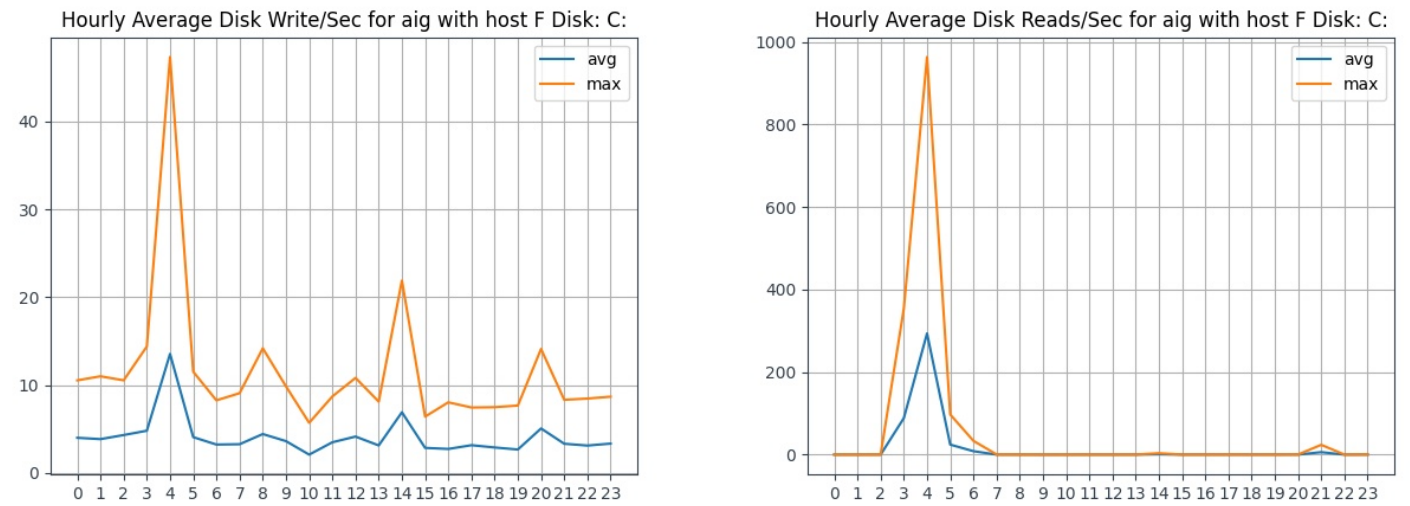 Hourly Average Disk Write/Sec for aig with host F Disk: C:
avg
max
40
30
20
10
0
0 1 2 3 4 5 6 7 8 9 10 11 12 13 14 15 16 17 18 19 20 21 22 23
Hourly Average Disk Reads/Sec for aig with host F Disk: C:
avg
max
1000
800
600
400
200
0
0 1 2 3 4 5 6 7 8 9 10 11 12 13 14 15 16 17 18 19 20 21 22 23